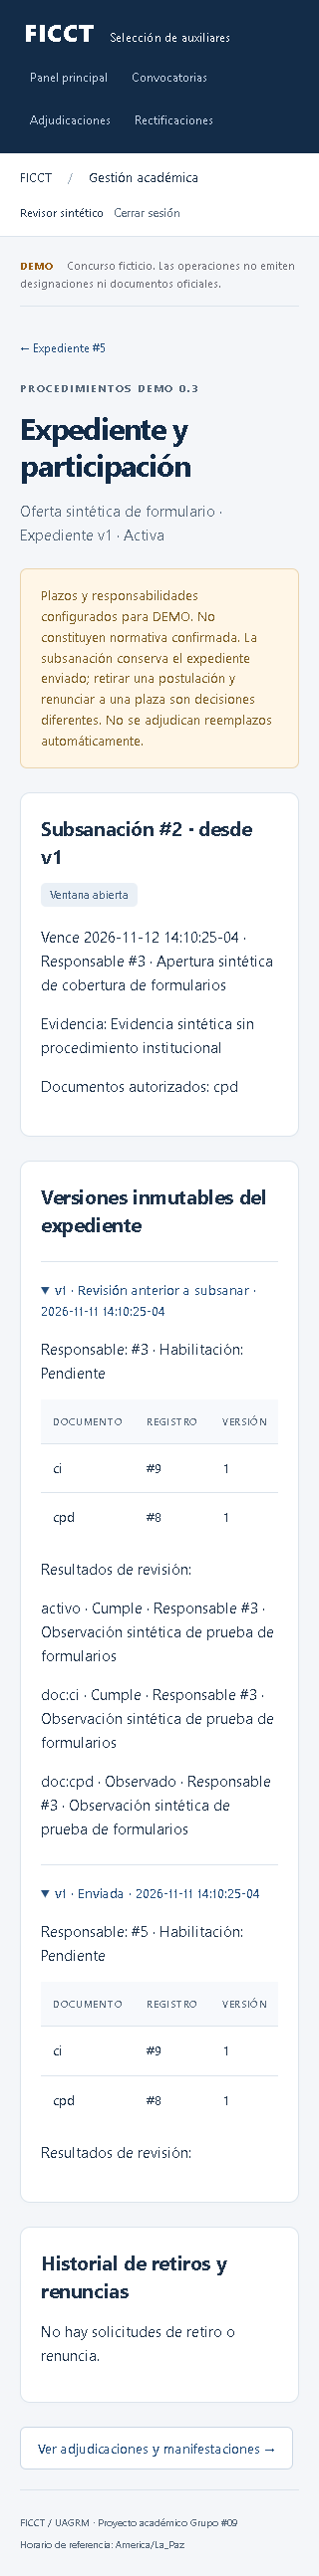 FICCT Selección de auxiliares
Panel principal Convocatorias
Adjudicaciones Rectificaciones
FICCT / Gestión académica
Revisor sintético Cerrar sesión
DEMO Concurso ficticio. Las operaciones no emiten
designaciones ni documentos oficiales.
← Expediente #5
PROCEDIMIENTOS DEMO 0.3
Expediente y
participación
Oferta sintética de formulario ·
Expediente v1 · Activa
Plazos y responsabilidades
configurados para DEMO. No
constituyen normativa confirmada. La
subsanación conserva el expediente
enviado; retirar una postulación y
renunciar a una plaza son decisiones
diferentes. No se adjudican reemplazos
automáticamente.
Subsanación #2 · desde
v1
Ventana abierta
Vence 2026-11-12 14:10:25-04 ·
Responsable #3 · Apertura sintética
de cobertura de formularios
Evidencia: Evidencia sintética sin
procedimiento institucional
Documentos autorizados: cpd
Versiones inmutables del
expediente
▼ v1 · Revisión anterior a subsanar ·
2026-11-11 14:10:25-04
Responsable: #3 · Habilitación:
Pendiente
DOCUMENTO REGISTRO VERSIÓN
ci #9 1
cpd #8 1
Resultados de revisión:
activo · Cumple · Responsable #3 ·
Observación sintética de prueba de
formularios
doc:ci · Cumple · Responsable #3 ·
Observación sintética de prueba de
formularios
doc:cpd · Observado · Responsable
#3 · Observación sintética de
prueba de formularios
▼ v1 · Enviada · 2026-11-11 14:10:25-04
Responsable: #5 · Habilitación:
Pendiente
DOCUMENTO REGISTRO VERSIÓN
ci #9 1
cpd #8 1
Resultados de revisión:
Historial de retiros y
renuncias
No hay solicitudes de retiro o
renuncia.
Ver adjudicaciones y manifestaciones →
FICCT / UAGRM · Proyecto académico Grupo #09
Horario de referencia: America/La_Paz